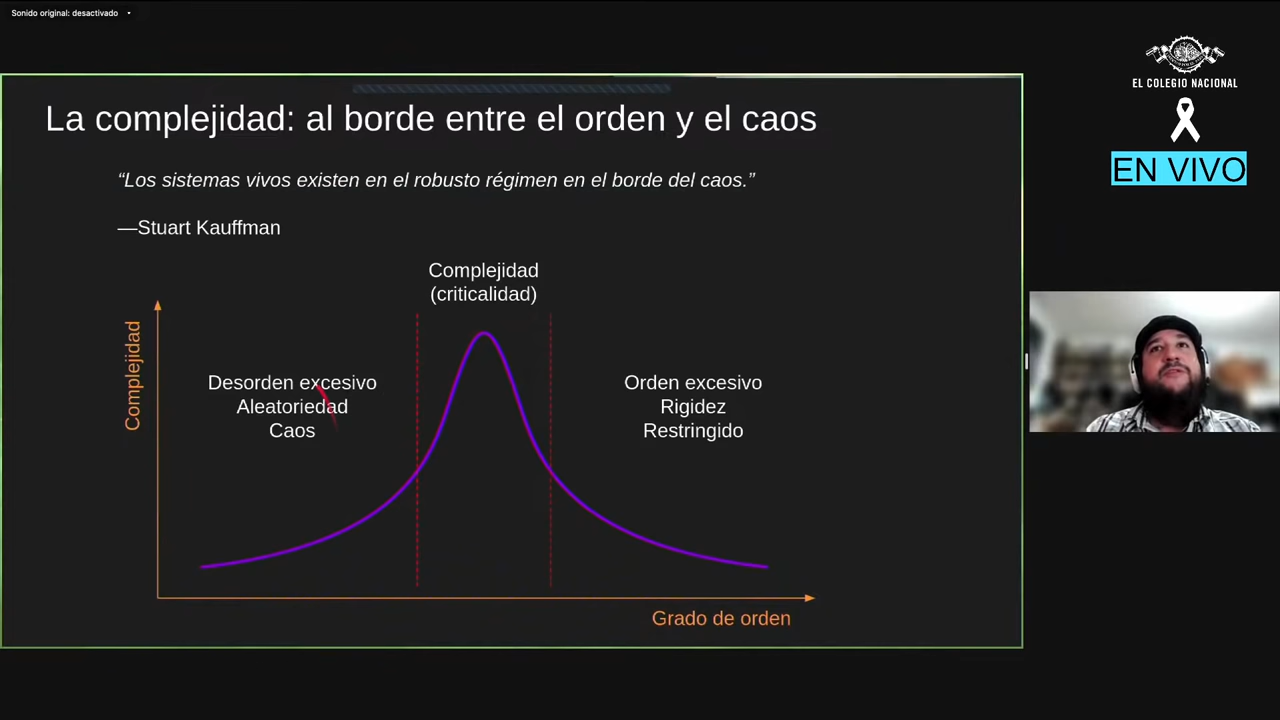 Sonido original: desactivado
EL COLEGIO NACIONAL
EN VIVO
La complejidad: al borde entre el orden y el caos
“Los sistemas vivos existen en el robusto régimen en el borde del caos.”
—Stuart Kauffman
Complejidad
(criticalidad)
Complejidad
Desorden excesivo
Aleatoriedad
Caos
Orden excesivo
Rigidez
Restringido
Grado de orden